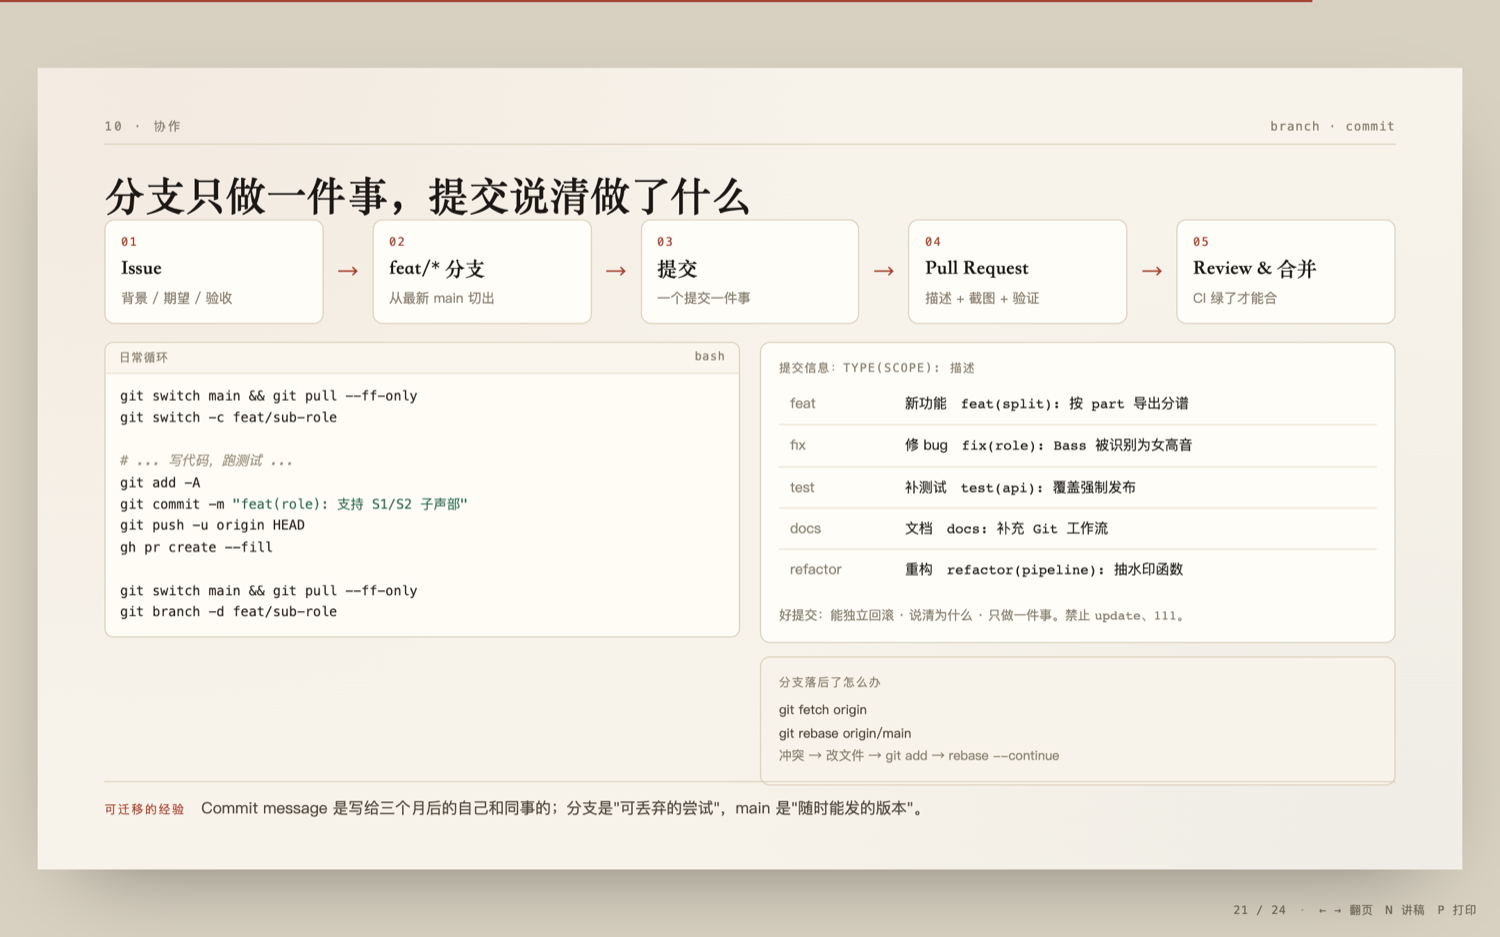 10 · 协作
branch · commit
分支只做一件事，提交说清做了什么
01
Issue
背景 / 期望 / 验收
→
02
feat/* 分支
从最新 main 切出
→
03
提交
一个提交一件事
→
04
Pull Request
描述 + 截图 + 验证
→
05
Review & 合并
CI 绿了才能合
日常循环
bash
git switch main && git pull --ff-only
git switch -c feat/sub-role
# ... 写代码，跑测试 ...
git add -A
git commit -m "feat(role): 支持 S1/S2 子声部"
git push -u origin HEAD
gh pr create --fill
git switch main && git pull --ff-only
git branch -d feat/sub-role
提交信息：TYPE(SCOPE): 描述
feat 新功能 feat(split): 按 part 导出分谱
fix 修 bug fix(role): Bass 被识别为女高音
test 补测试 test(api): 覆盖强制发布
docs 文档 docs: 补充 Git 工作流
refactor 重构 refactor(pipeline): 抽水印函数
好提交：能独立回滚 · 说清为什么 · 只做一件事。禁止 update、111。
分支落后了怎么办
git fetch origin
git rebase origin/main
冲突 → 改文件 → git add → rebase --continue
可迁移的经验 Commit message 是写给三个月后的自己和同事的；分支是"可丢弃的尝试"，main 是"随时能发的版本"。
21 / 24 · ← → 翻页 N 讲稿 P 打印